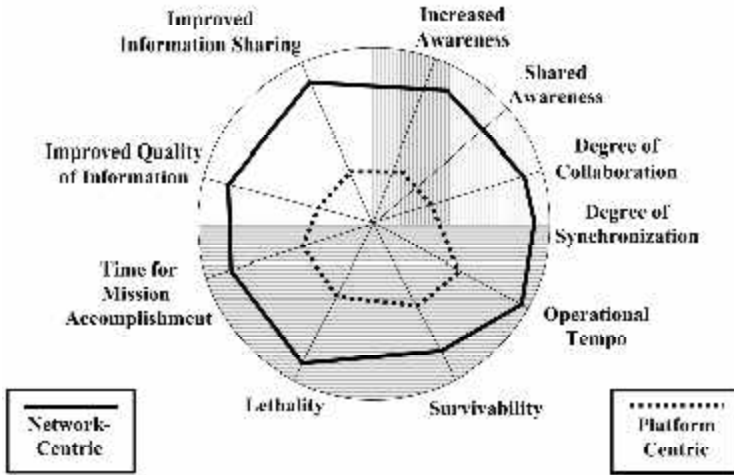 Improved
Information Sharing
Increased
Awareness
Shared
Awareness
Degree of
Collaboration
Degree of
Synchronization
Operational
Tempo
Survivability
Lethality
Time for
Mission
Accomplishment
Improved Quality
of Information
Network-
Centric
Platform
Centric